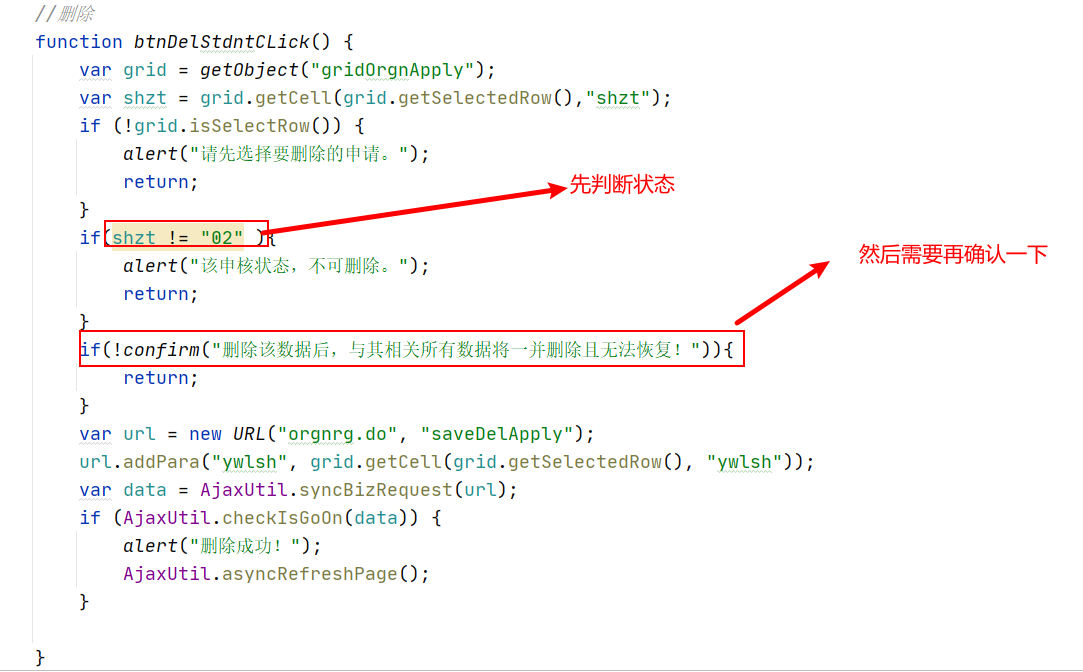 //删除
function btnDelStdntCLick() {
var grid = getObject("gridOrgnApply");
var shzt = grid.getCell(grid.getSelectedRow(),"shzt");
if (!grid.isSelectRow()) {
alert("请先选择要删除的申请。");
return;
先判断状态
}
if(shzt != "02" ){
然后需要再确认一下
alert("该审核状态，不可删除。");
return;
}
if(!confirm("删除该数据后，与其相关所有数据将一并删除且无法恢复！")){
return;
}
var url = new URL("orgnrg.do", "saveDelApply");
url.addPara("ywlsh", grid.getCell(grid.getSelectedRow(), "ywlsh"));
var data = AjaxUtil.syncBizRequest(url);
if (AjaxUtil.checkIsGoOn(data)) {
alert("删除成功！");
AjaxUtil.asyncRefreshPage();
}
}